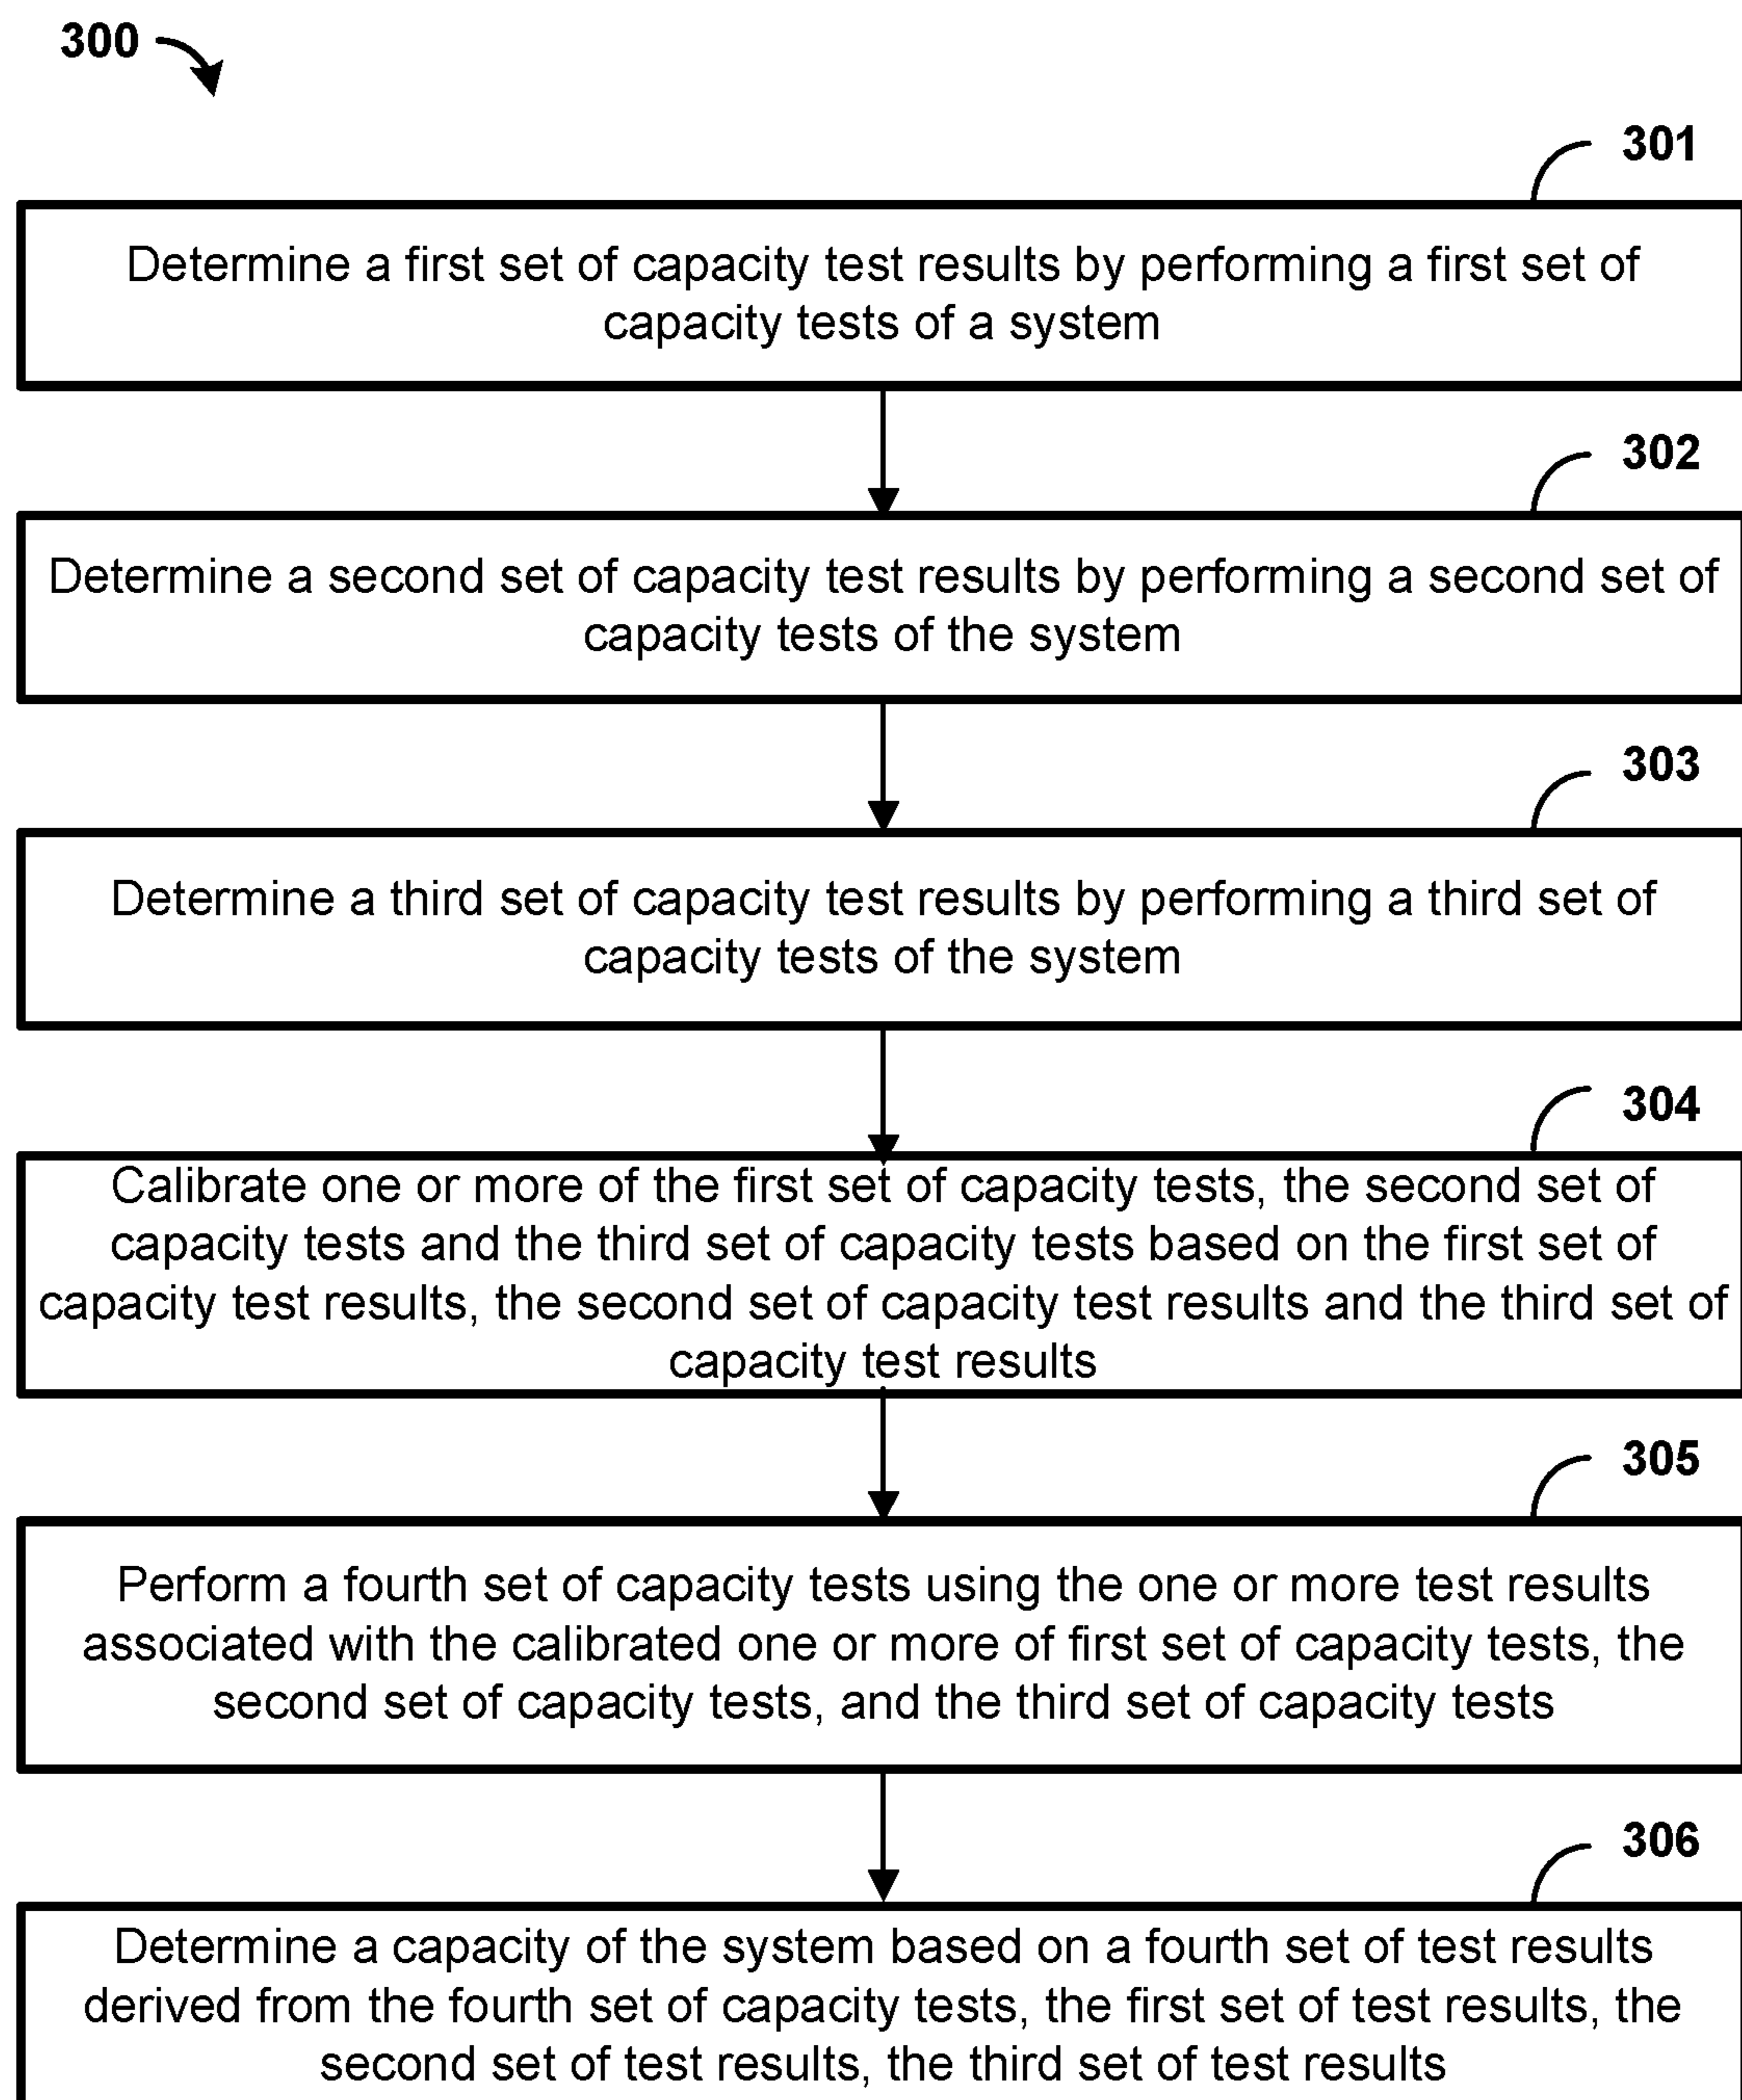 300
301
Determine a first set of capacity test results by performing a first set of
capacity tests of a system
302
Determine a second set of capacity test results by performing a second set of
capacity tests of the system
303
Determine a third set of capacity test results by performing a third set of
capacity tests of the system
304
Calibrate one or more of the first set of capacity tests, the second set of
capacity tests and the third set of capacity tests based on the first set of
capacity test results, the second set of capacity test results and the third set of
capacity test results
305
Perform a fourth set of capacity tests using the one or more test results
associated with the calibrated one or more of first set of capacity tests, the
second set of capacity tests, and the third set of capacity tests
306
Determine a capacity of the system based on a fourth set of test results
derived from the fourth set of capacity tests, the first set of test results, the
second set of test results, the third set of test results